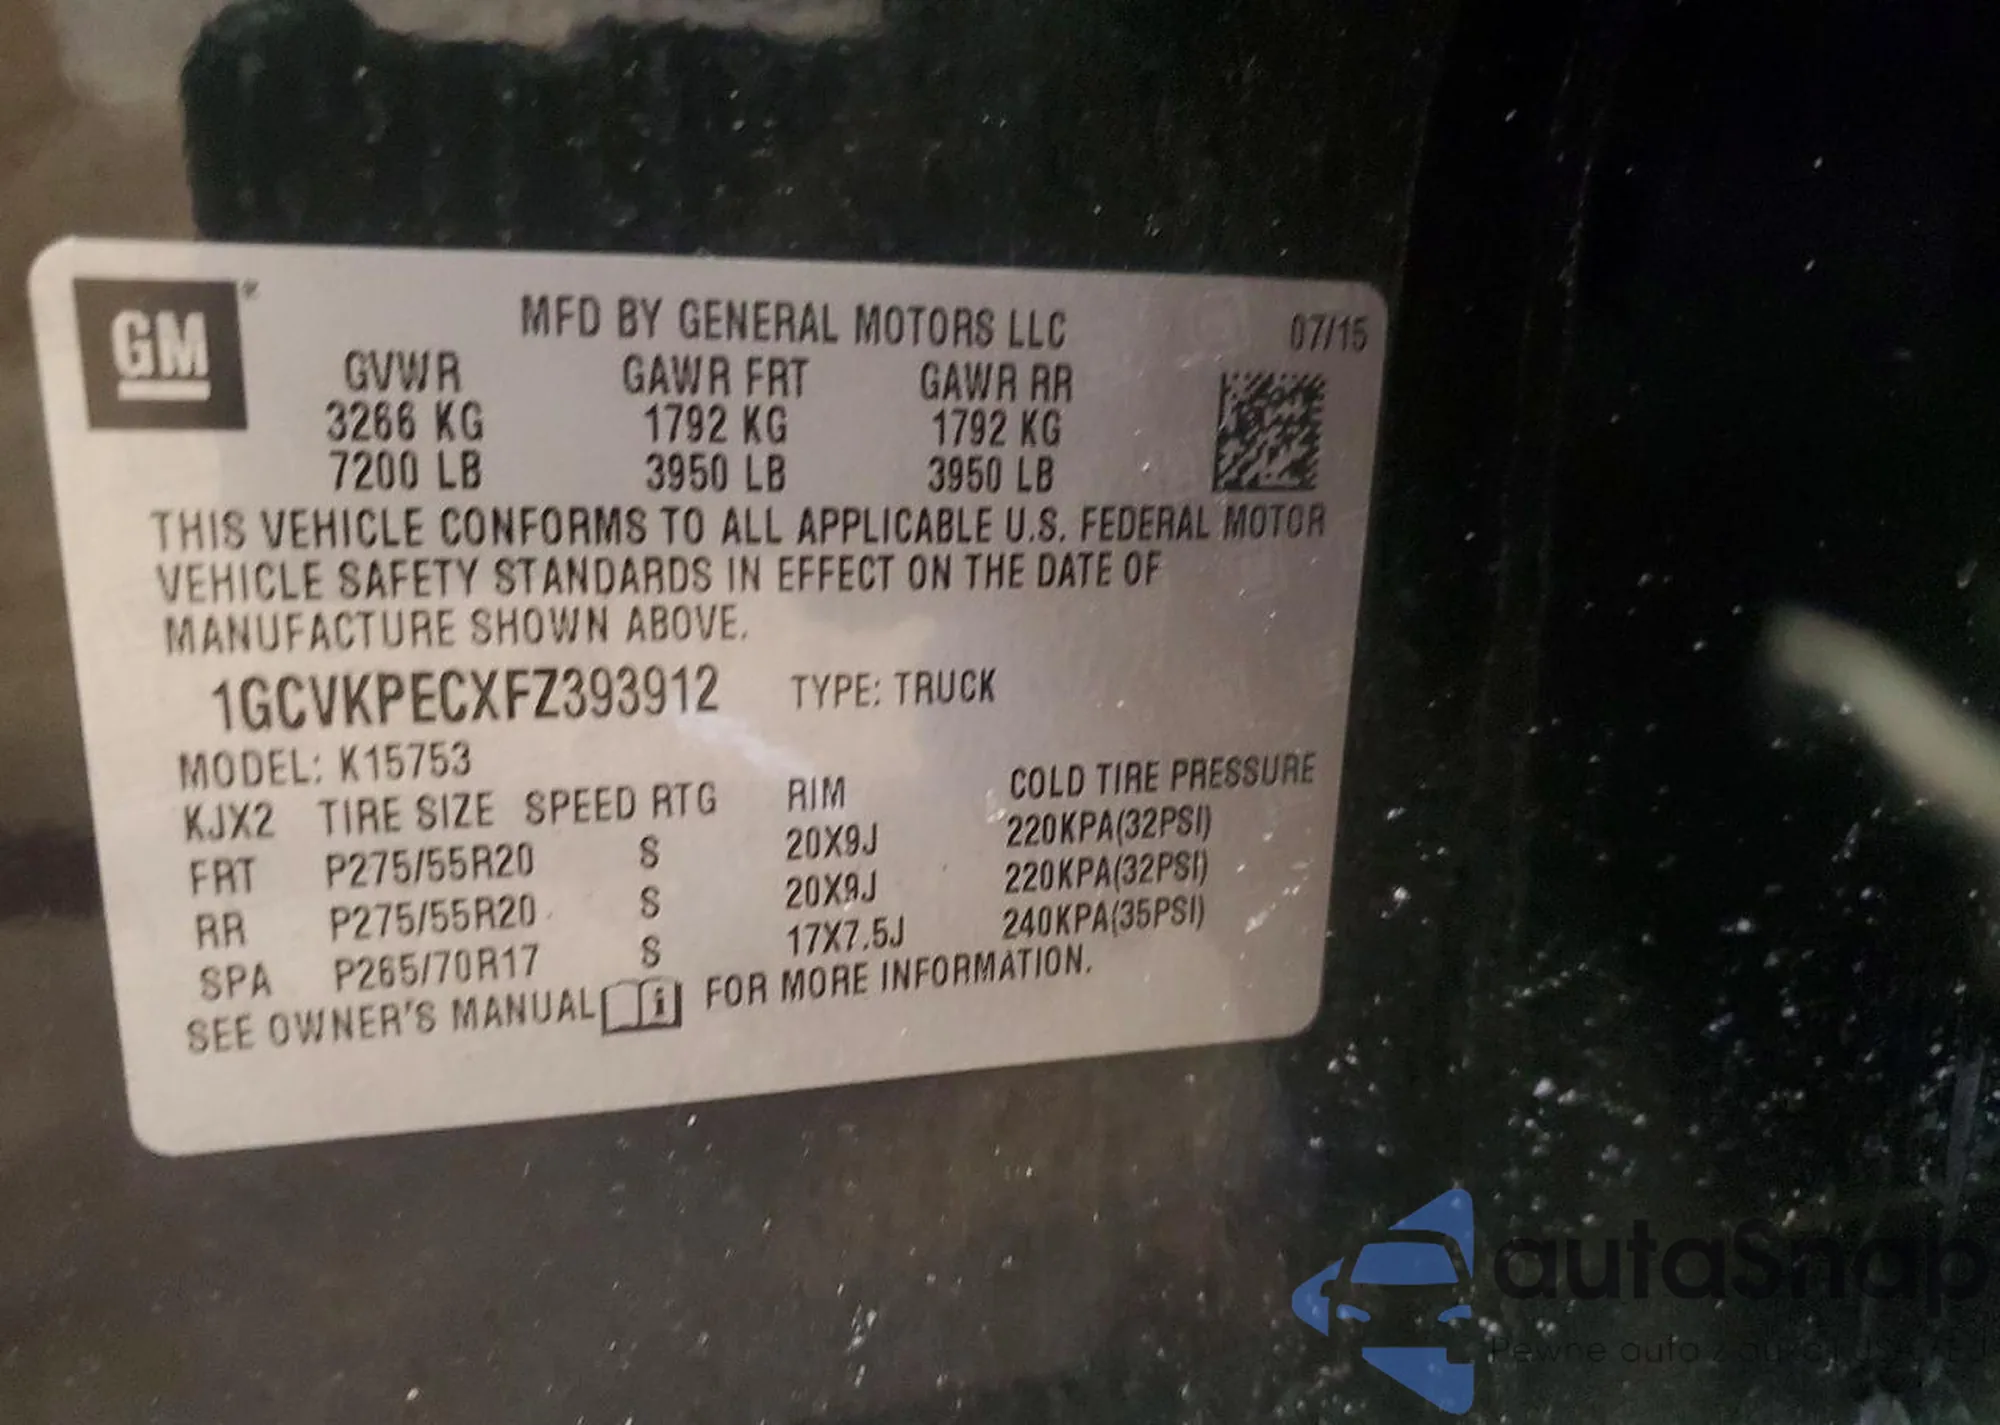 GM®
MFD BY GENERAL MOTORS LLC 07/15
GVWR GAWR FRT GAWR RR
3266 KG 1792 KG 1792 KG
7200 LB 3950 LB 3950 LB
THIS VEHICLE CONFORMS TO ALL APPLICABLE U.S. FEDERAL MOTOR
VEHICLE SAFETY STANDARDS IN EFFECT ON THE DATE OF
MANUFACTURE SHOWN ABOVE.
1GCVKPECXFZ393912 TYPE: TRUCK
MODEL: K15753
KJX2 TIRE SIZE SPEED RTG RIM COLD TIRE PRESSURE
FRT P275/55R20 S 20X9J 220KPA(32PSI)
RR P275/55R20 S 20X9J 220KPA(32PSI)
SPA P265/70R17 S 17X7.5J 240KPA(35PSI)
SEE OWNER'S MANUAL FOR MORE INFORMATION.
autaSnap
Pewne auta z